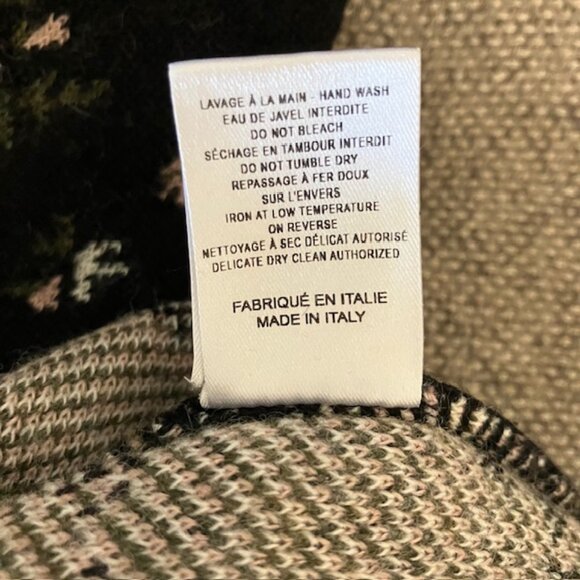 LAVAGE À LA MAIN - HAND WASH
EAU DE JAVEL INTERDITE
DO NOT BLEACH
SÉCHAGE EN TAMBOUR INTERDIT
DO NOT TUMBLE DRY
REPASSAGE À FER DOUX
SUR L'ENVERS
IRON AT LOW TEMPERATURE
ON REVERSE
NETTOYAGE À SEC DÉLICAT AUTORISÉ
DELICATE DRY CLEAN AUTHORIZED
FABRIQUÉ EN ITALIE
MADE IN ITALY